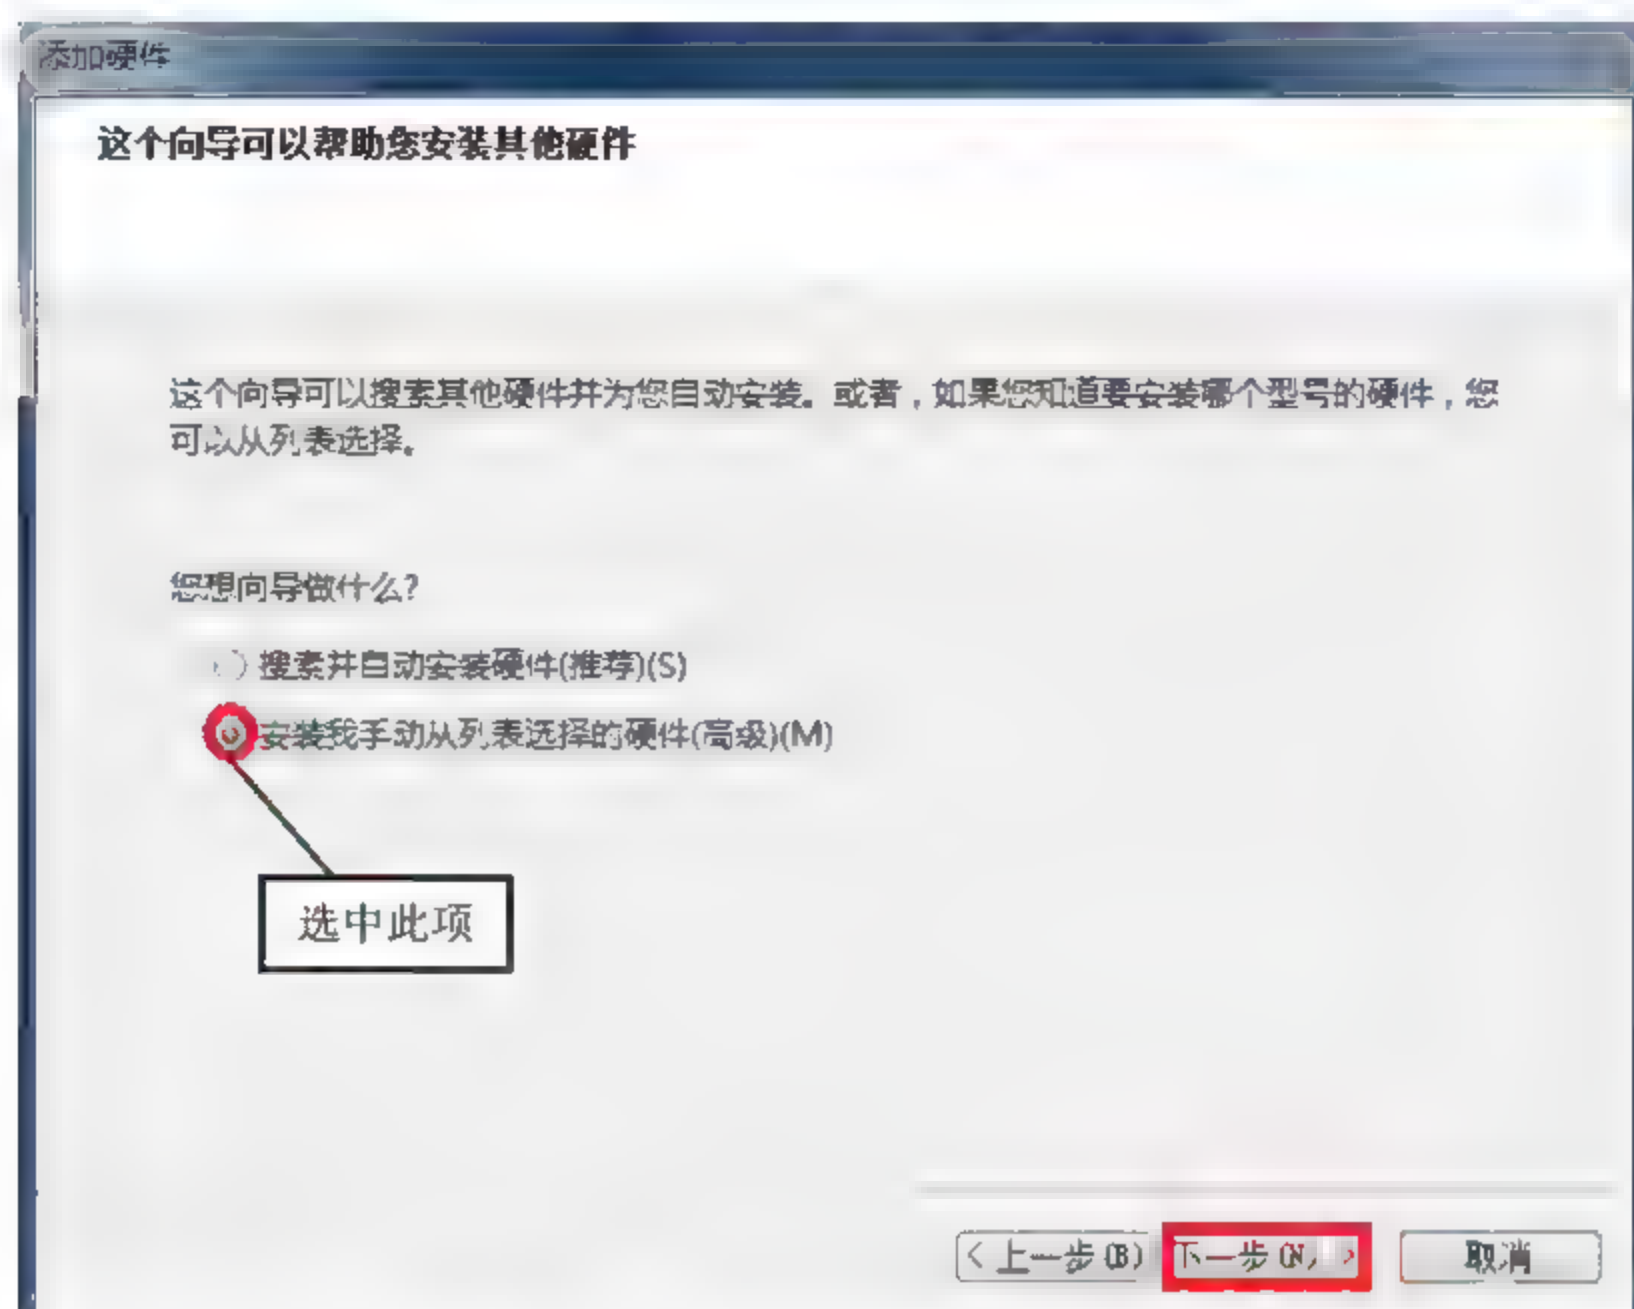 添加硬件
这个向导可以帮助您安装其他硬件
这个向导可以搜索其他硬件并为您自动安装。或者，如果您知道要安装哪个型号的硬件，您
可以从列表选择。
您想向导做什么?
搜索并自动安装硬件(推荐)(S)
安装我手动从列表选择的硬件(高级)(M)
选中此项
< 上一步(B) 下一步(N) > 取消